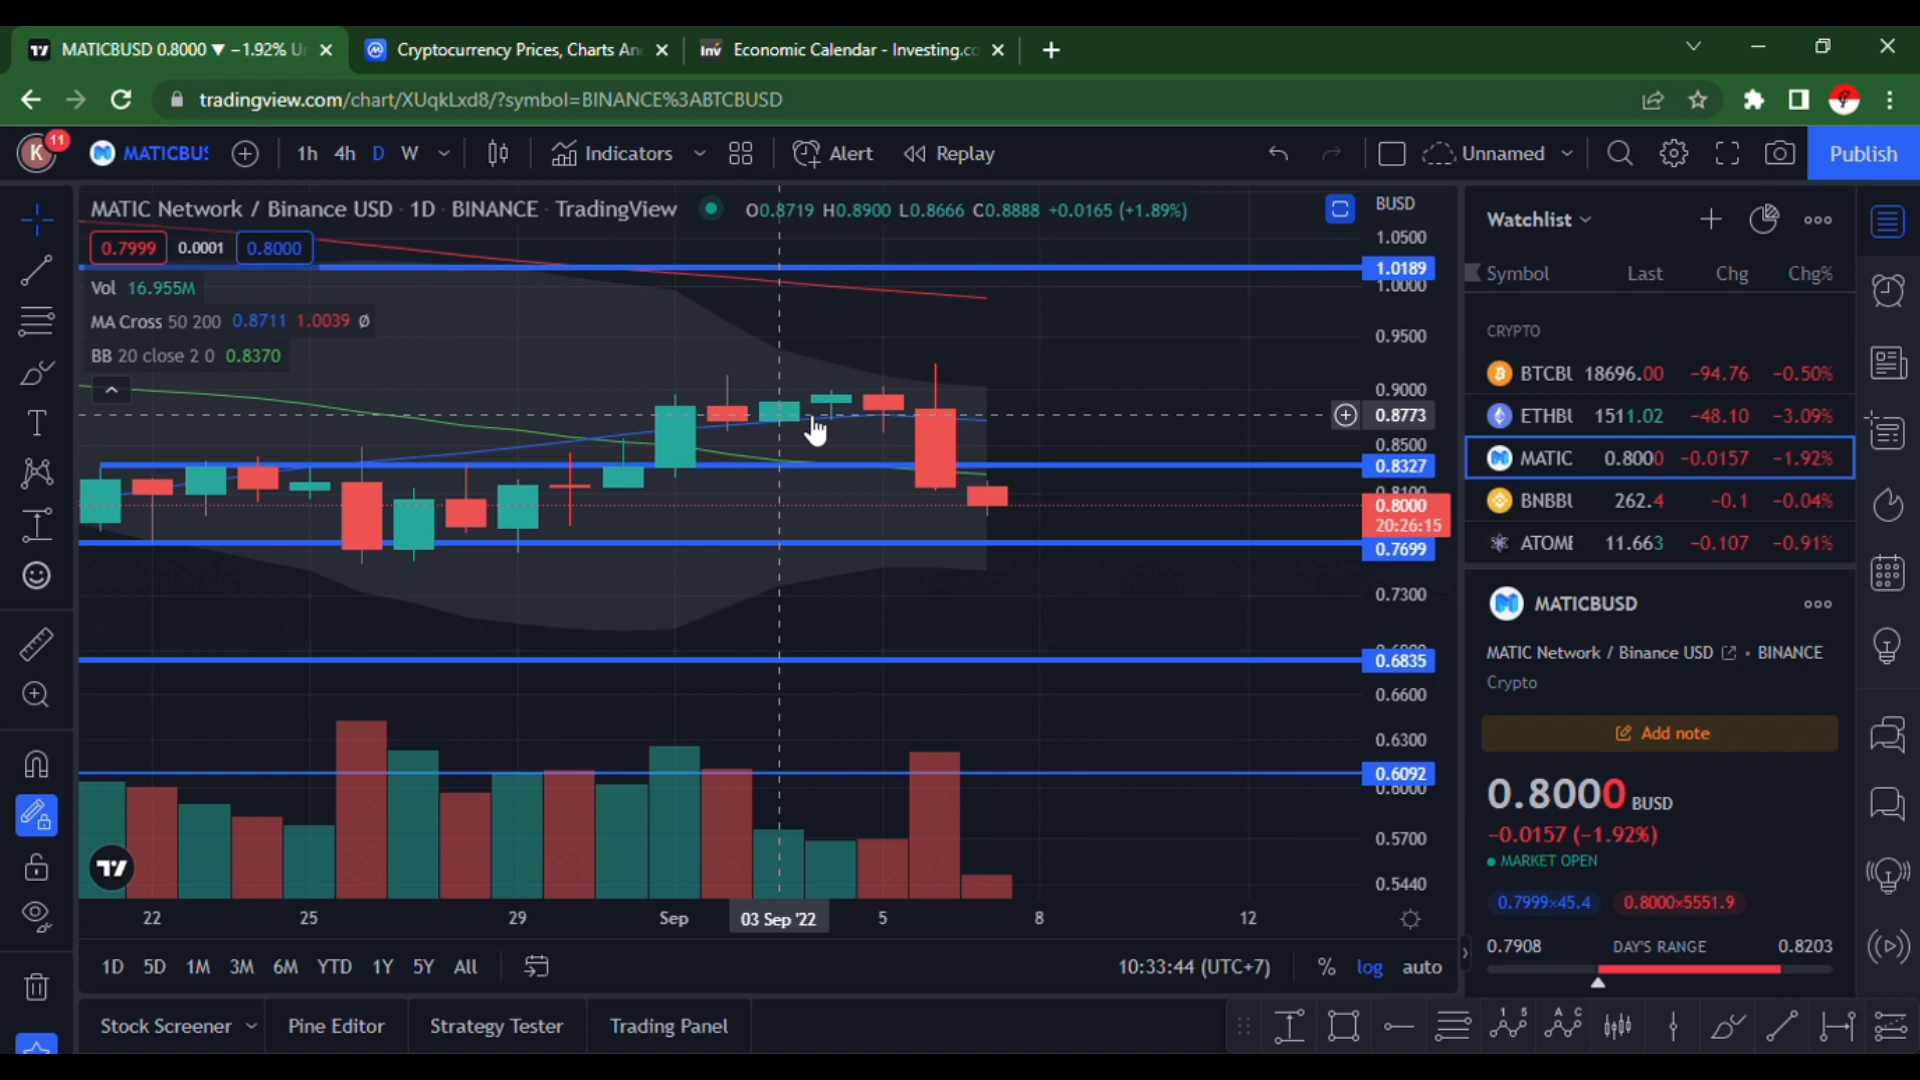 MATICBUSD 0.8000 ▼ −1.92% U
Cryptocurrency Prices, Charts An
Inv Economic Calendar - Investing.co
tradingview.com/chart/XUqkLxd8/?symbol=BINANCE%3ABTCBUSD
K 11 MATICBUS 1h 4h D W Indicators Alert Replay Unnamed Publish
MATIC Network / Binance USD · 1D · BINANCE · TradingView O0.8719 H0.8900 L0.8666 C0.8888 +0.0165 (+1.89%)
0.7999 0.0001 0.8000
Vol 16.955M
MA Cross 50 200 0.8711 1.0039 Ø
BB 20 close 2 0 0.8370
BUSD
1.0500
1.0189
1.0000
0.9500
0.9000
0.8773
0.8500
0.8327
0.8100
0.8000
20:26:15
0.7699
0.7300
0.6835
0.6600
0.6300
0.6092
0.6000
0.5700
0.5440
22 25 29 Sep 03 Sep '22 5 8 12
1D 5D 1M 3M 6M YTD 1Y 5Y All 10:33:44 (UTC+7) % log auto
Stock Screener Pine Editor Strategy Tester Trading Panel
Watchlist
Symbol Last Chg Chg%
CRYPTO
BTCBU 18696.00 −94.76 −0.50%
ETHBU 1511.02 −48.10 −3.09%
MATIC 0.8000 −0.0157 −1.92%
BNBBU 262.4 −0.1 −0.04%
ATOME 11.663 −0.107 −0.91%
MATICBUSD
MATIC Network / Binance USD • BINANCE
Crypto
Add note
0.8000 BUSD
−0.0157 (−1.92%)
MARKET OPEN
0.7999×45.4 0.8000×5551.9
0.7908 DAY'S RANGE 0.8203